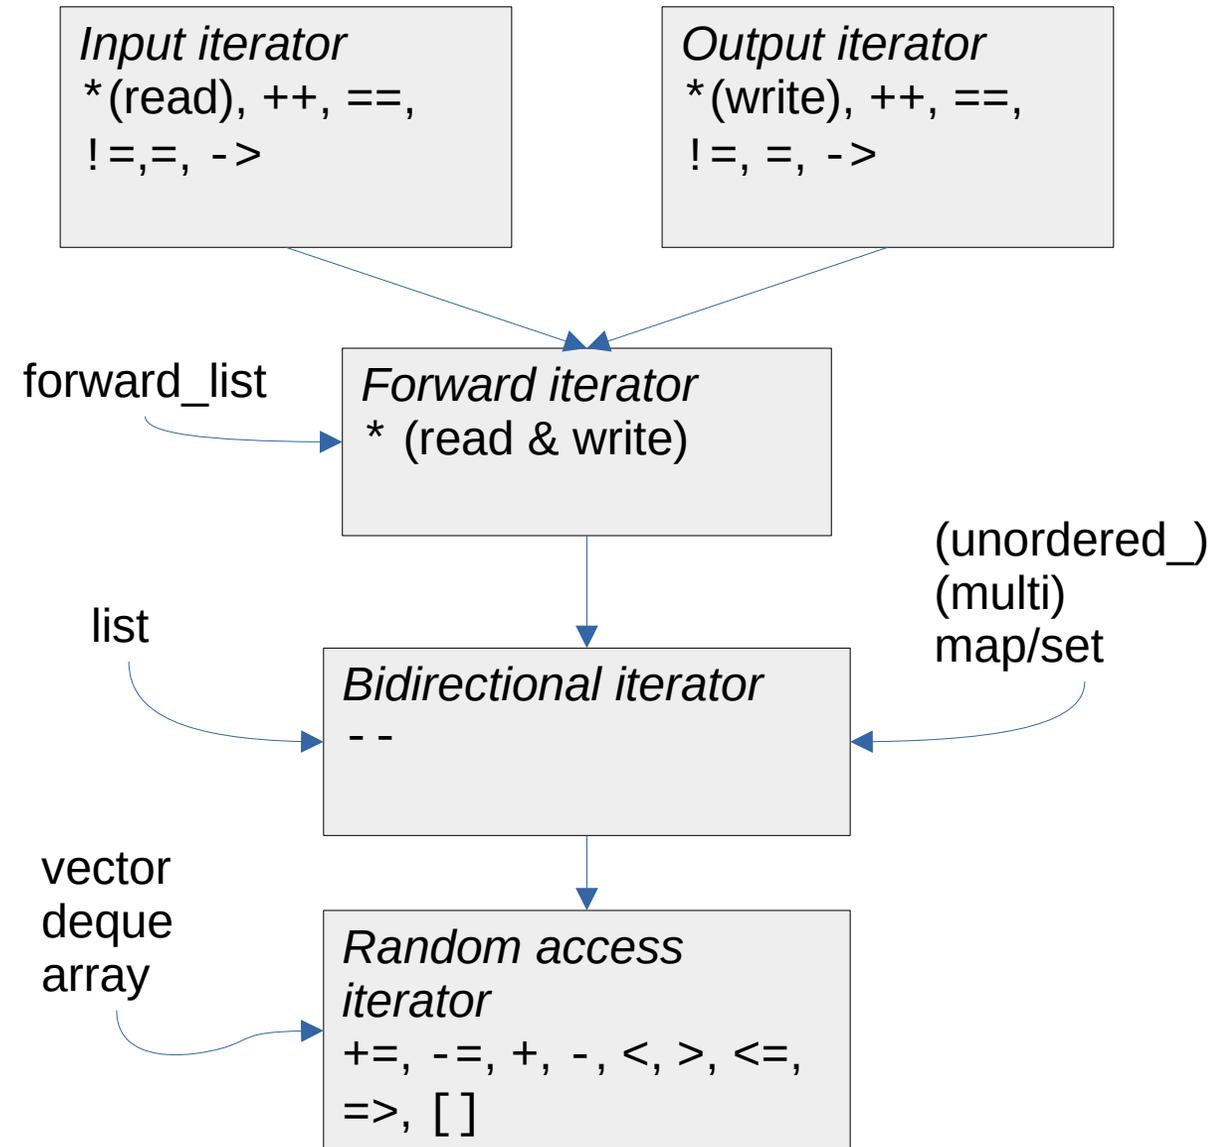 Input iterator
*(read), ++, ==,
!=,=, ->
Output iterator
*(write), ++, ==,
!=, =, ->
forward_list
Forward iterator
* (read & write)
(unordered_)
(multi)
map/set
list
Bidirectional iterator
--
vector
deque
array
Random access
iterator
+=, -=, +, -, <, >, <=,
=>, []